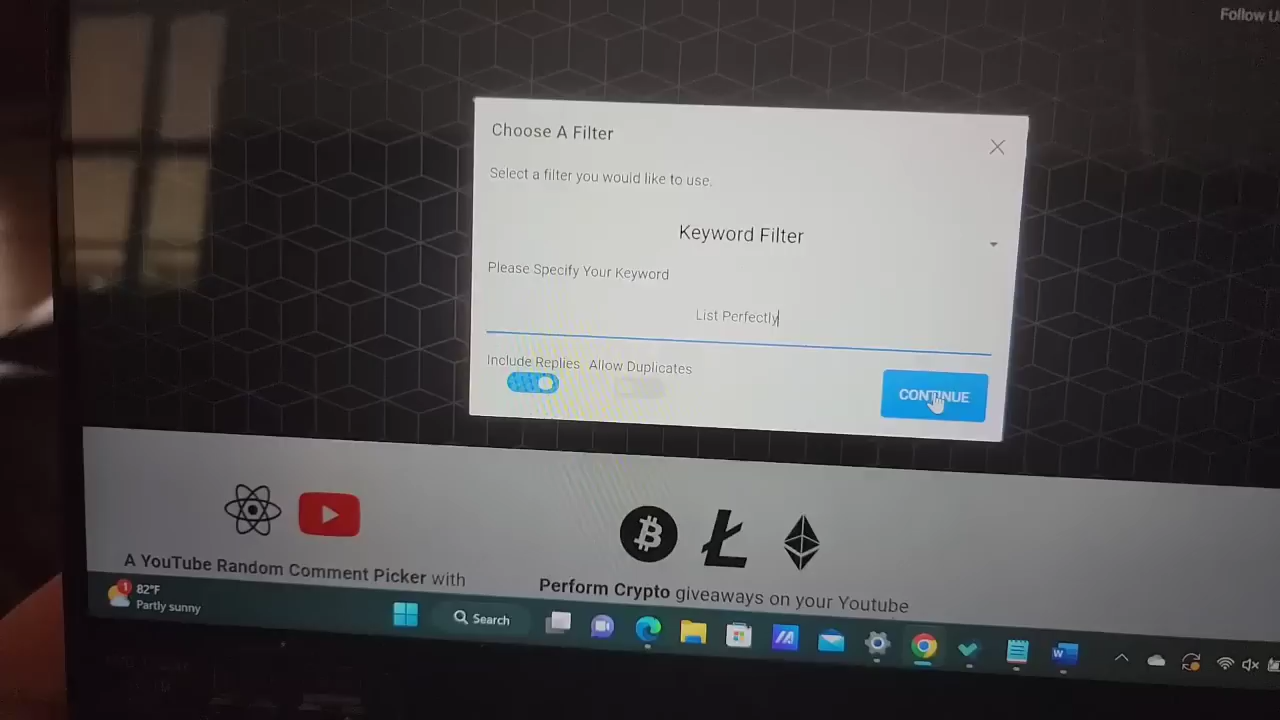 Follow U
Choose A Filter
Select a filter you would like to use.
Keyword Filter
Please Specify Your Keyword
List Perfectly
Include Replies Allow Duplicates
CONTINUE
A YouTube Random Comment Picker with
Perform Crypto giveaways on your Youtube
1
82°F
Partly sunny
Search
W